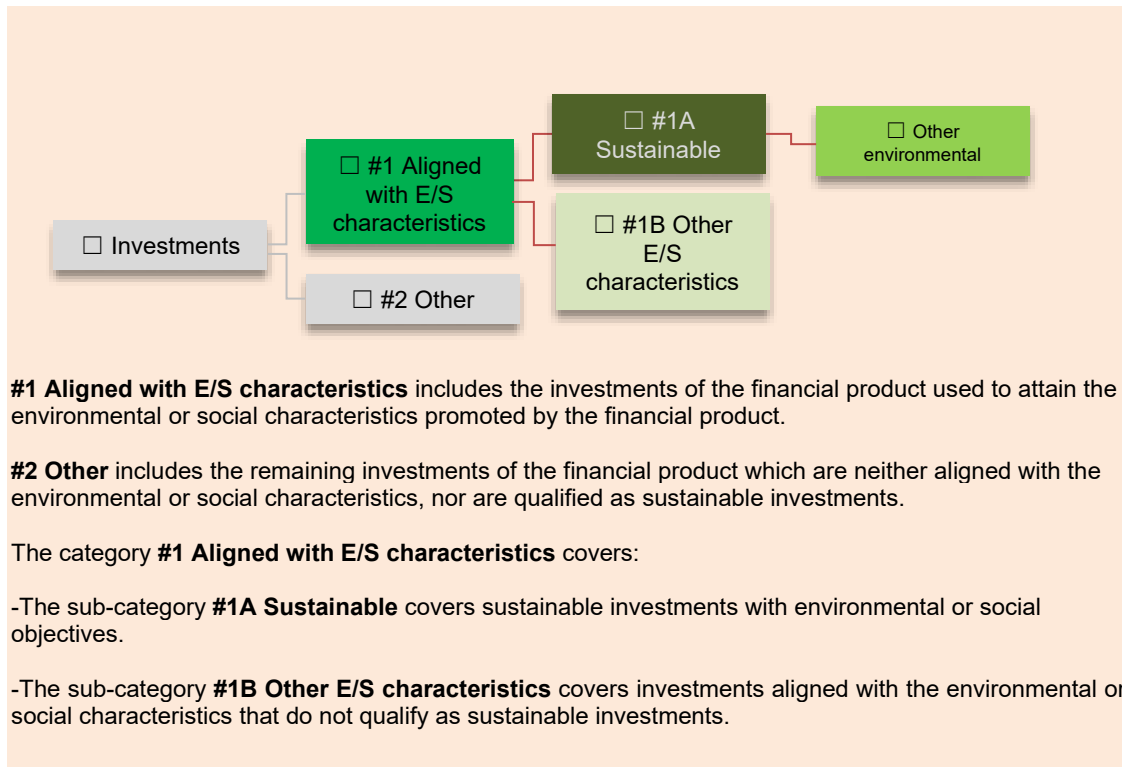 ☐ #1A
Sustainable
☐ Other
environmental
☐ #1 Aligned
with E/S
characteristics
☐ #1B Other
E/S
characteristics
☐ Investments
☐ #2 Other
#1 Aligned with E/S characteristics includes the investments of the financial product used to attain the
environmental or social characteristics promoted by the financial product.
#2 Other includes the remaining investments of the financial product which are neither aligned with the
environmental or social characteristics, nor are qualified as sustainable investments.
The category #1 Aligned with E/S characteristics covers:
-The sub-category #1A Sustainable covers sustainable investments with environmental or social
objectives.
-The sub-category #1B Other E/S characteristics covers investments aligned with the environmental or
social characteristics that do not qualify as sustainable investments.